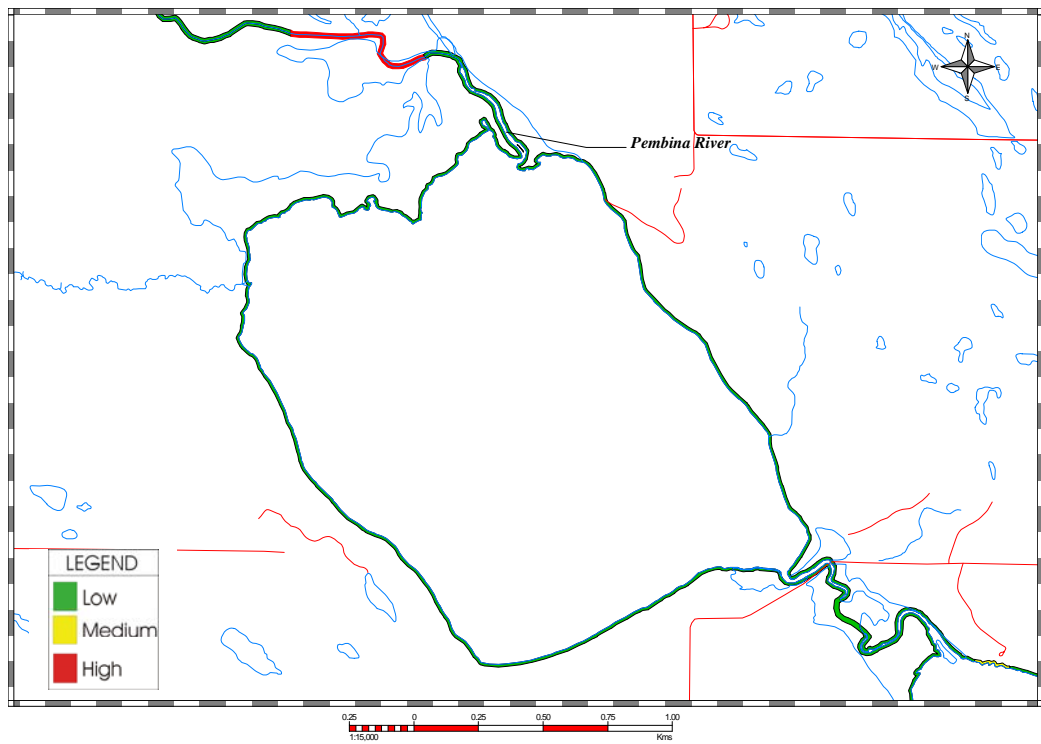 N
W E
S
Pembina River
LEGEND
Low
Medium
High
0.25 0 0.25 0.50 0.75 1.00
1:15,000 Kms